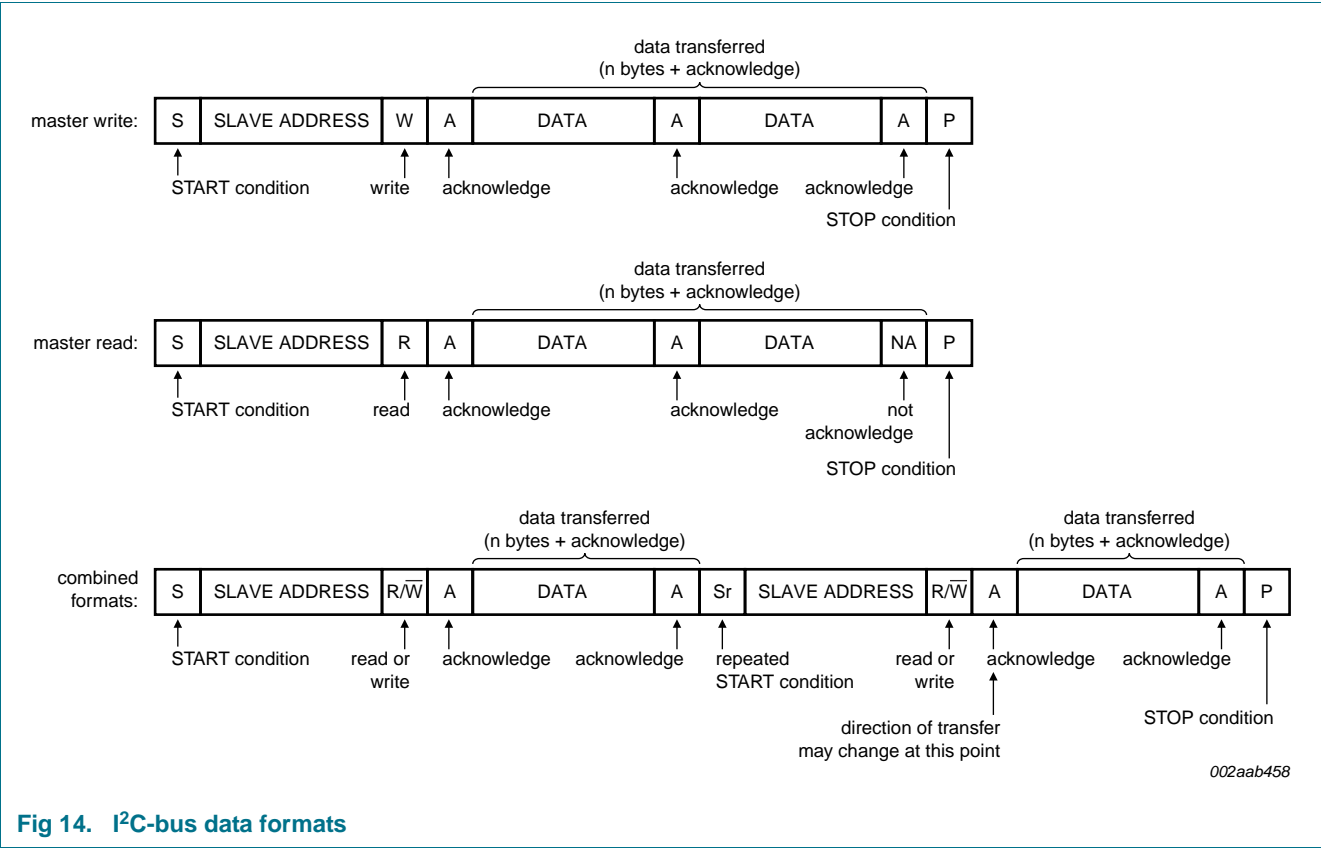 data transferred
(n bytes + acknowledge)
master write: S SLAVE ADDRESS W A DATA A DATA A P
START condition write acknowledge acknowledge acknowledge
STOP condition
data transferred
(n bytes + acknowledge)
master read: S SLAVE ADDRESS R A DATA A DATA NA P
START condition read acknowledge acknowledge not
acknowledge
STOP condition
data transferred data transferred
(n bytes + acknowledge) (n bytes + acknowledge)
combined
formats: S SLAVE ADDRESS R/W̅ A DATA A Sr SLAVE ADDRESS R/W̅ A DATA A P
START condition read or acknowledge acknowledge repeated read or acknowledge acknowledge
write START condition write
STOP condition
direction of transfer
may change at this point
002aab458
Fig 14. I²C-bus data formats